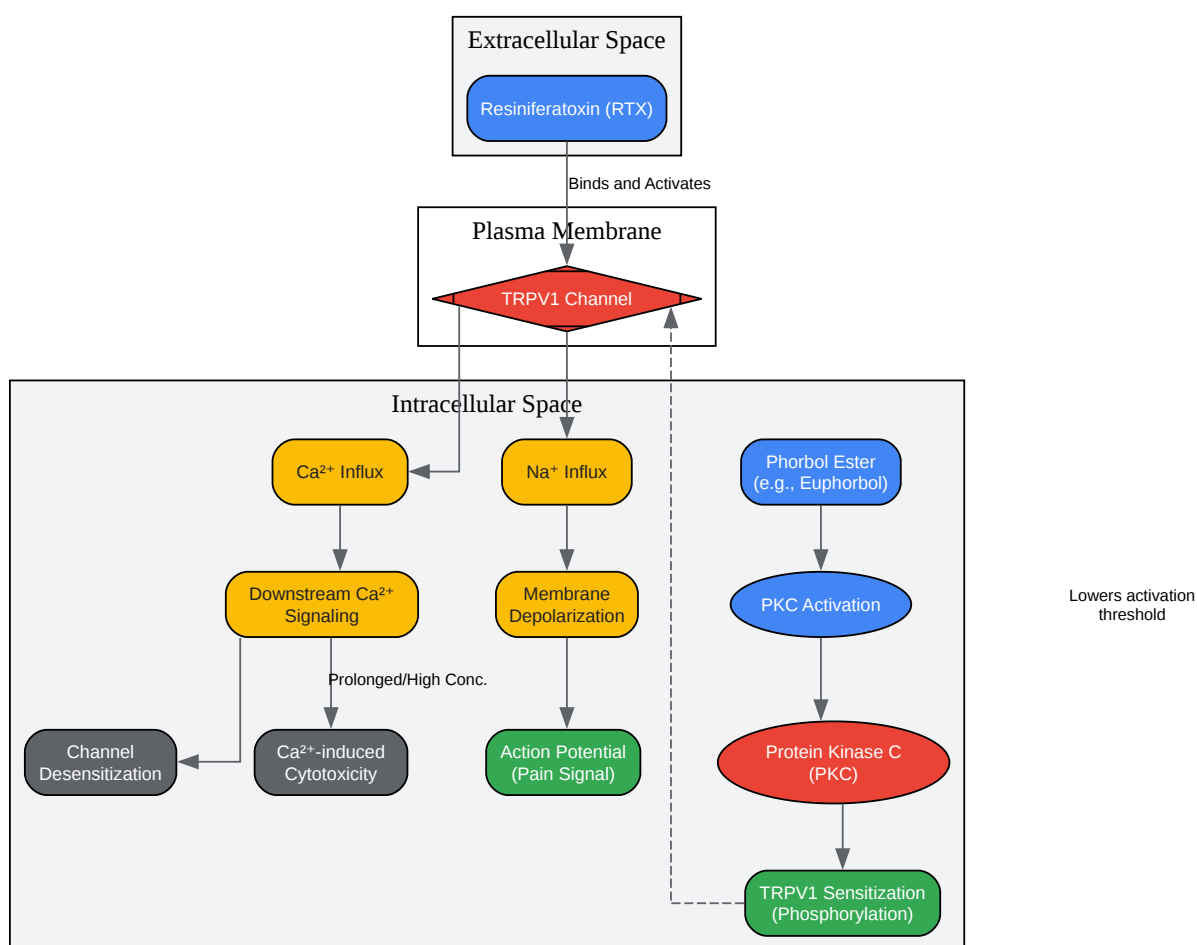 Extracellular Space
Resiniferatoxin (RTX)
Binds and Activates
Plasma Membrane
TRPV1 Channel
Intracellular Space
Ca²⁺ Influx
Na⁺ Influx
Phorbol Ester
(e.g., Euphorbol)
Downstream Ca²⁺
Signaling
Membrane
Depolarization
PKC Activation
Lowers activation
threshold
Prolonged/High Conc.
Channel
Desensitization
Ca²⁺-induced
Cytotoxicity
Action Potential
(Pain Signal)
Protein Kinase C
(PKC)
TRPV1 Sensitization
(Phosphorylation)